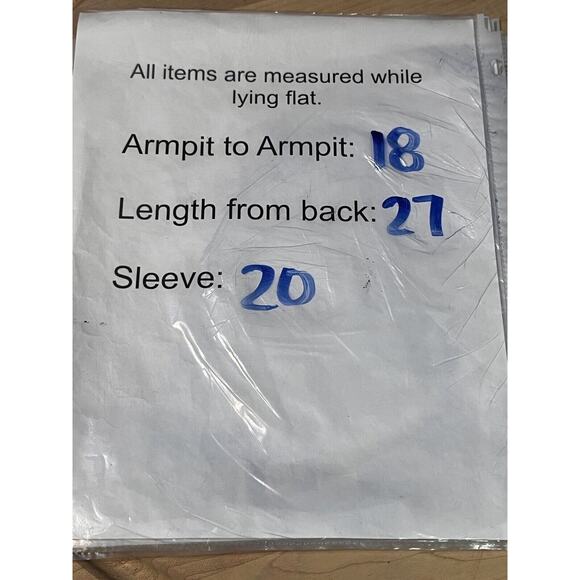 All items are measured while
lying flat.
Armpit to Armpit: 18
Length from back: 27
Sleeve: 20